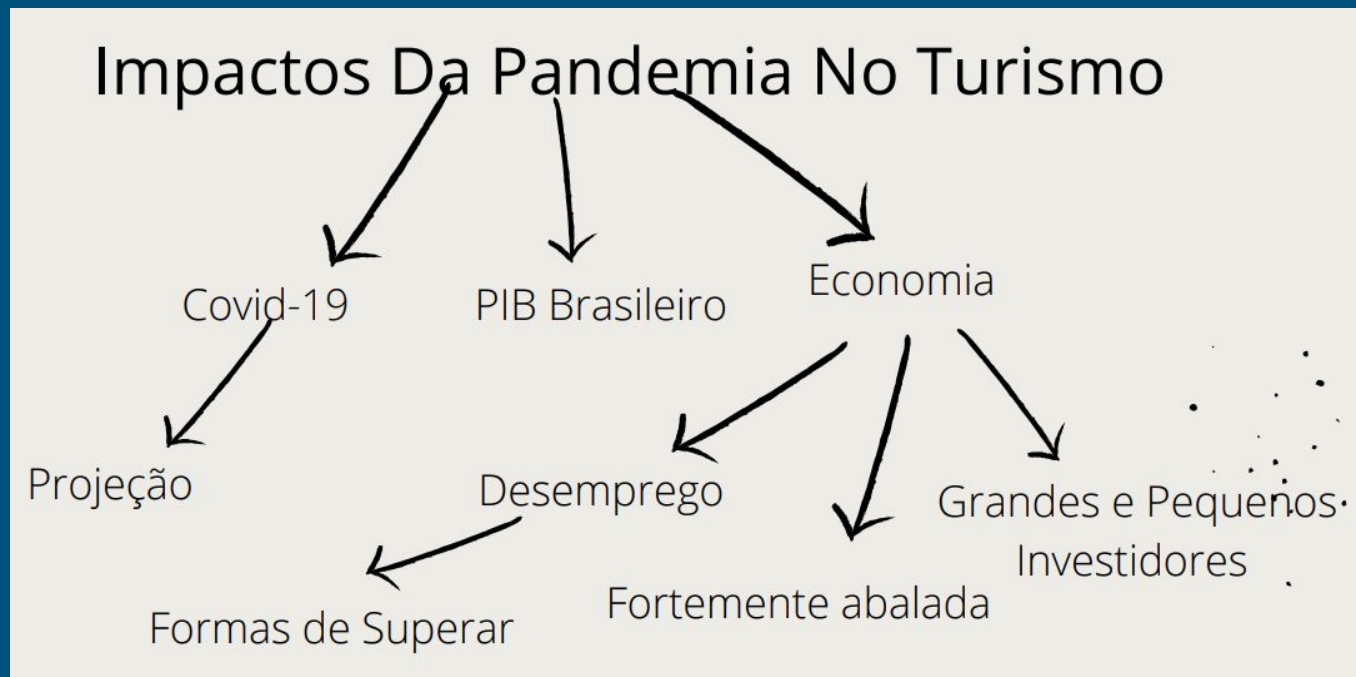 Impactos Da Pandemia No Turismo
Covid-19
PIB Brasileiro
Economia
Projeção
Desemprego
Grandes e Pequenos
Investidores
Formas de Superar
Fortemente abalada